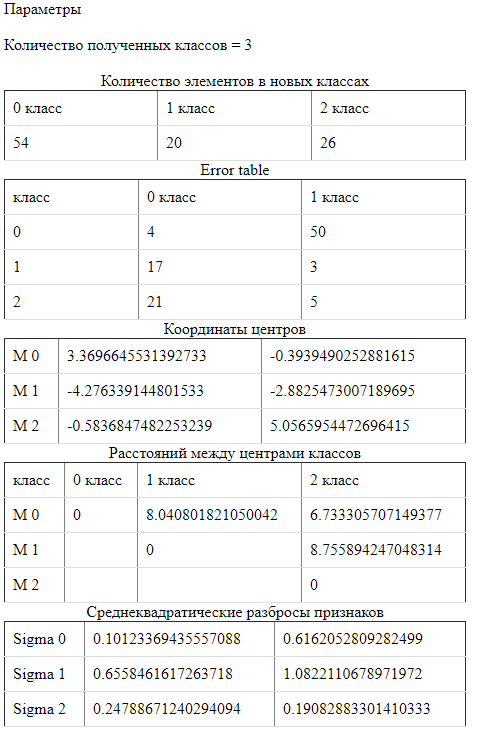 Параметры
Количество полученных классов = 3
Количество элементов в новых классах
0 класс 1 класс 2 класс
54 20 26
Error table
класс 0 класс 1 класс
0 4 50
1 17 3
2 21 5
Координаты центров
M 0 3.3696645531392733 -0.3939490252881615
M 1 -4.276339144801533 -2.8825473007189695
M 2 -0.5836847482253239 5.0565954472696415
Расстояний между центрами классов
класс 0 класс 1 класс 2 класс
M 0 0 8.040801821050042 6.733305707149377
M 1 0 8.755894247048314
M 2 0
Среднеквадратические разбросы признаков
Sigma 0 0.10123369435557088 0.6162052809282499
Sigma 1 0.6558461617263718 1.0822110678971972
Sigma 2 0.24788671240294094 0.19082883301410333